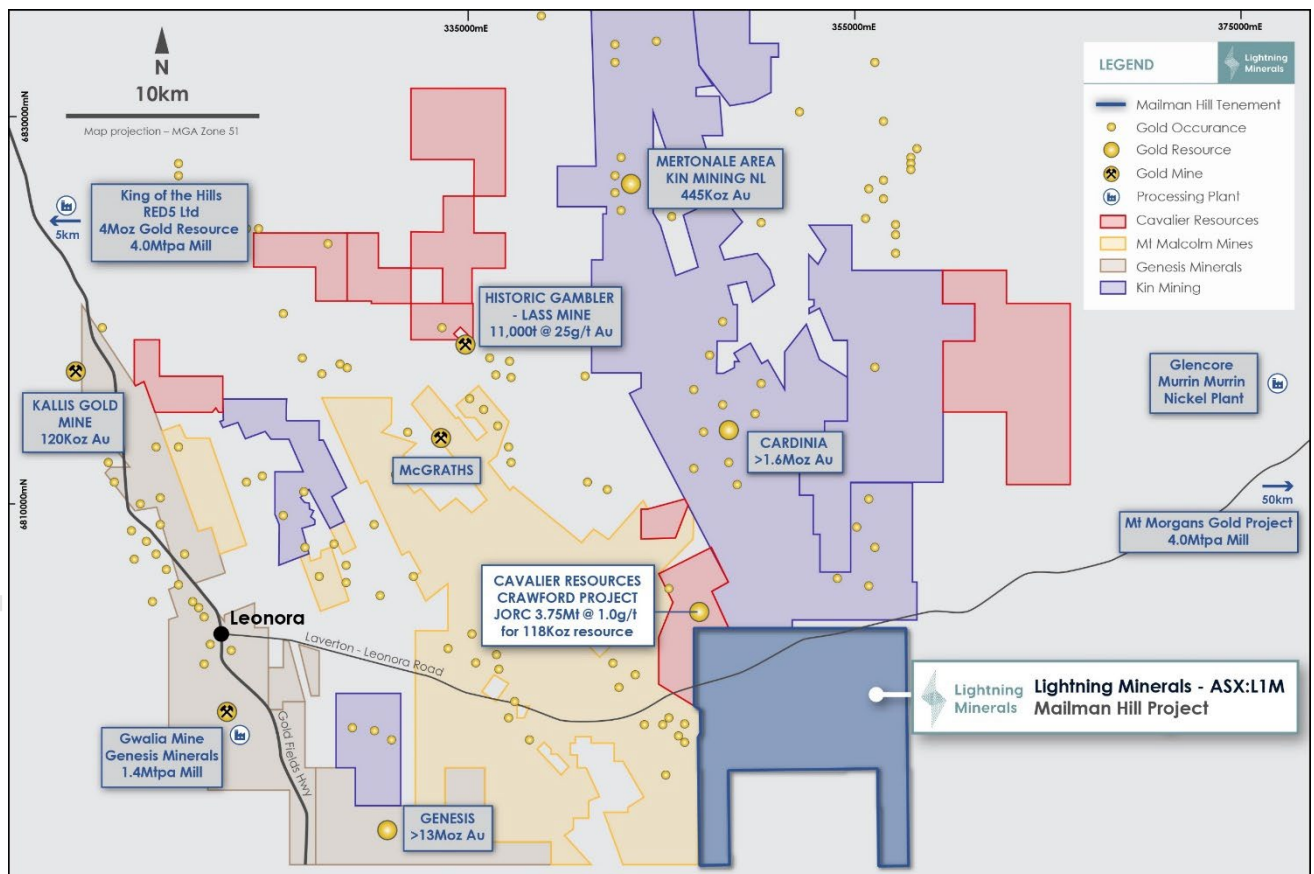 335000mE
355000mE
375000mE
6830000mN
6810000mN
N
10km
Map projection – MGA Zone 51
LEGEND
Lightning
Minerals
Mailman Hill Tenement
Gold Occurance
Gold Resource
Gold Mine
Processing Plant
Cavalier Resources
Mt Malcolm Mines
Genesis Minerals
Kin Mining
King of the Hills
RED5 Ltd
4Moz Gold Resource
4.0Mtpa Mill
5km
MERTONALE AREA
KIN MINING NL
445Koz Au
HISTORIC GAMBLER
- LASS MINE
11,000t @ 25g/t Au
KALLIS GOLD
MINE
120Koz Au
McGRATHS
CARDINIA
>1.6Moz Au
Glencore
Murrin Murrin
Nickel Plant
50km
Mt Morgans Gold Project
4.0Mtpa Mill
CAVALIER RESOURCES
CRAWFORD PROJECT
JORC 3.75Mt @ 1.0g/t
for 118Koz resource
Leonora
Laverton - Leonora Road
Lightning
Minerals
Lightning Minerals - ASX:L1M
Mailman Hill Project
Gwalia Mine
Genesis Minerals
1.4Mtpa Mill
Gold Fields Hwy
GENESIS
>13Moz Au